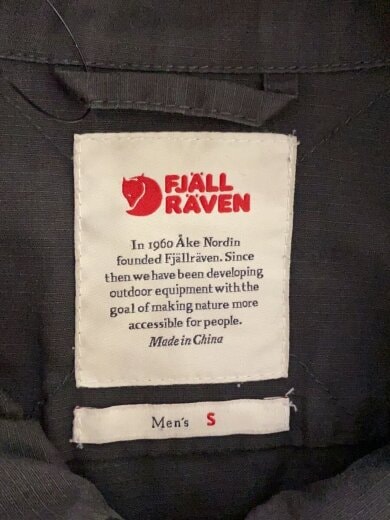 FJÄLL
RÄVEN
In 1960 Åke Nordin
founded Fjällräven. Since
then we have been developing
outdoor equipment with the
goal of making nature more
accessible for people.
Made in China
Men's S